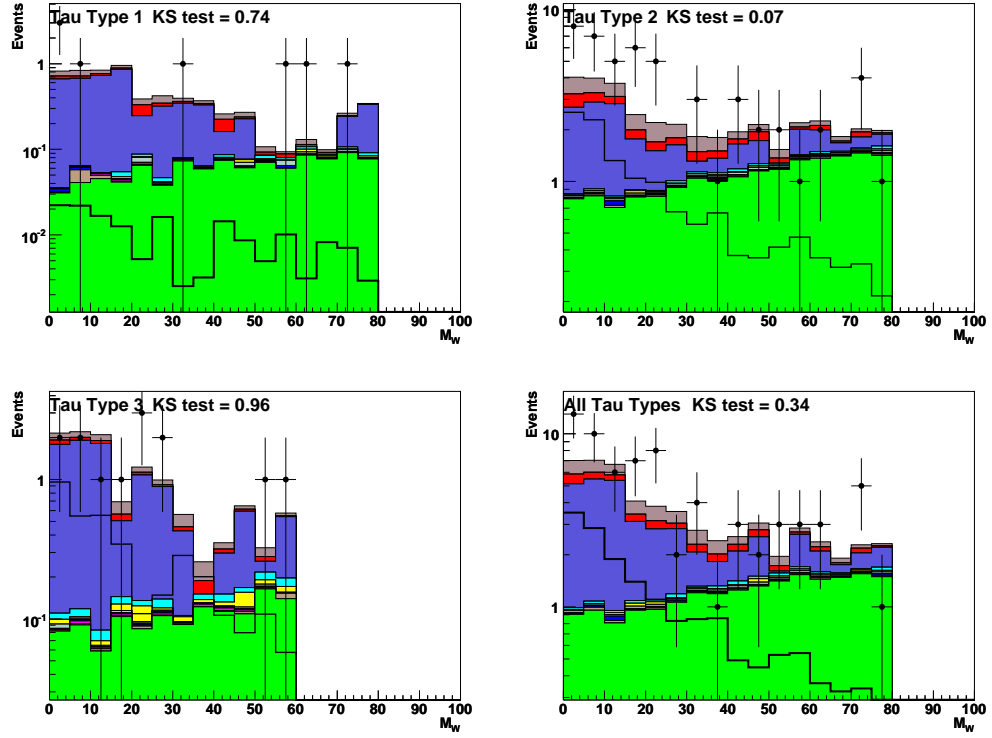 Tau Type 1 KS test = 0.74
Events
1
10^-1
10^-2
0 10 20 30 40 50 60 70 80 90 100
M_W
Tau Type 2 KS test = 0.07
Events
10
1
0 10 20 30 40 50 60 70 80 90 100
M_W
Tau Type 3 KS test = 0.96
Events
1
10^-1
0 10 20 30 40 50 60 70 80 90 100
M_W
All Tau Types KS test = 0.34
Events
10
1
0 10 20 30 40 50 60 70 80 90 100
M_W